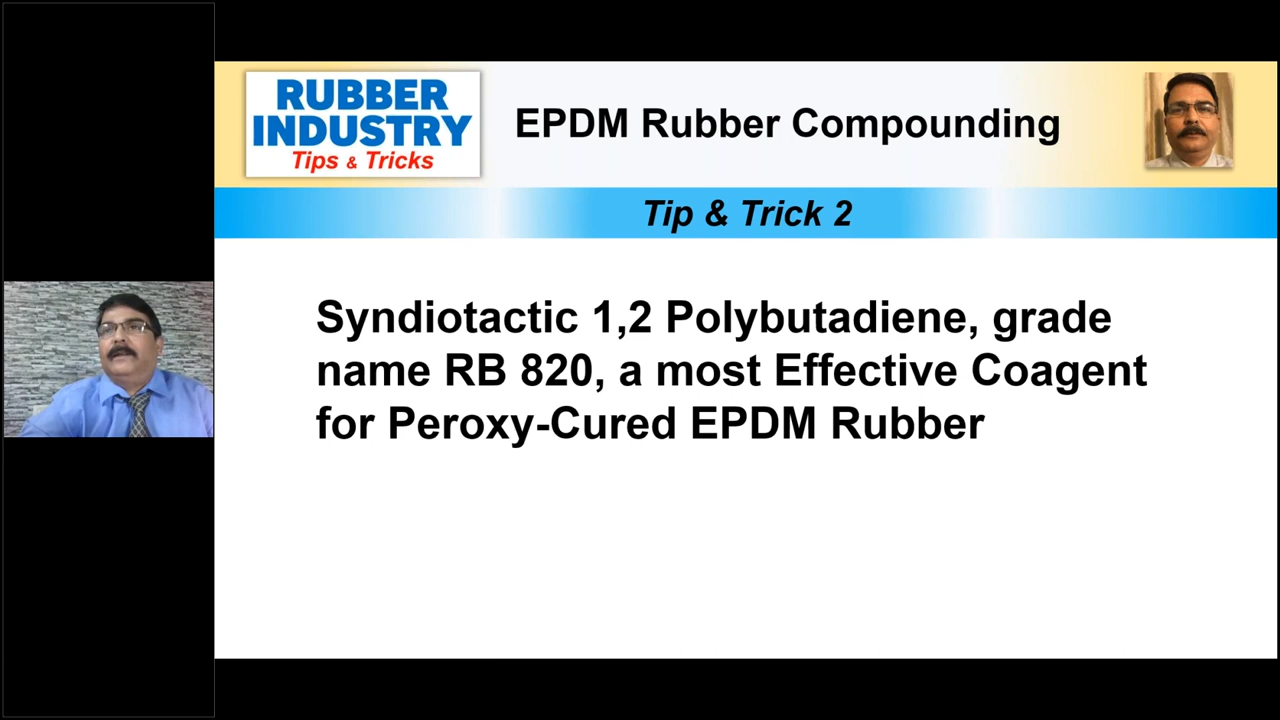 RUBBER
INDUSTRY
Tips & Tricks
EPDM Rubber Compounding
Tip & Trick 2
Syndiotactic 1,2 Polybutadiene, grade
name RB 820, a most Effective Coagent
for Peroxy-Cured EPDM Rubber